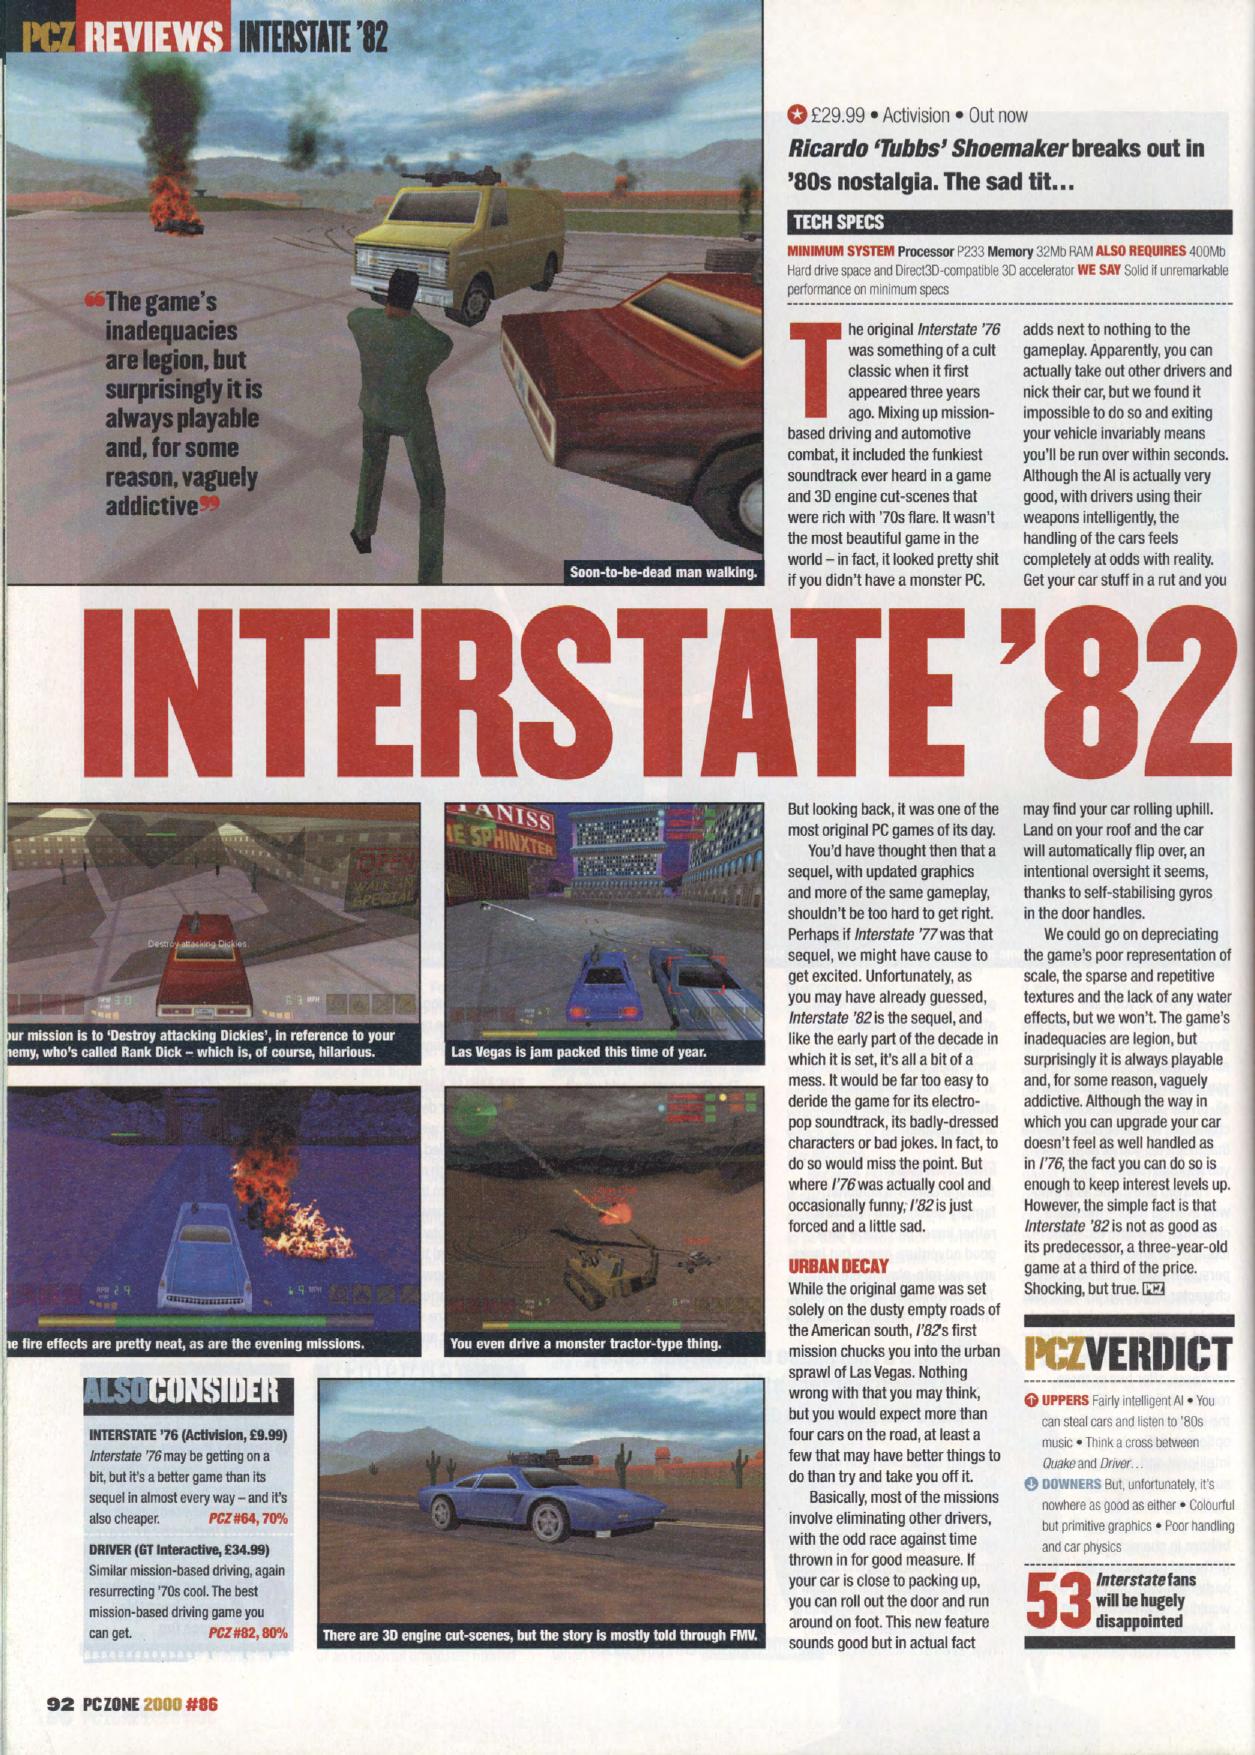 PCZ REVIEWS INTERSTATE '82
“The game's
inadequacies
are legion, but
surprisingly it is
always playable
and, for some
reason, vaguely
addictive”
Soon-to-be-dead man walking.
£29.99 • Activision • Out now
Ricardo 'Tubbs' Shoemaker breaks out in
'80s nostalgia. The sad tit...
TECH SPECS
MINIMUM SYSTEM Processor P233 Memory 32Mb RAM ALSO REQUIRES 400Mb
Hard drive space and Direct3D-compatible 3D accelerator WE SAY Solid if unremarkable
performance on minimum specs
The original Interstate '76
was something of a cult
classic when it first
appeared three years
ago. Mixing up mission-
based driving and automotive
combat, it included the funkiest
soundtrack ever heard in a game
and 3D engine cut-scenes that
were rich with '70s flare. It wasn't
the most beautiful game in the
world – in fact, it looked pretty shit
if you didn't have a monster PC.
INTERSTATE '82
But looking back, it was one of the
most original PC games of its day.
You'd have thought then that a
sequel, with updated graphics
and more of the same gameplay,
shouldn't be too hard to get right.
Perhaps if Interstate '77 was that
sequel, we might have cause to
get excited. Unfortunately, as
you may have already guessed,
Interstate '82 is the sequel, and
like the early part of the decade in
which it is set, it's all a bit of a
mess. It would be far too easy to
deride the game for its electro-
pop soundtrack, its badly-dressed
characters or bad jokes. In fact, to
do so would miss the point. But
where I'76 was actually cool and
occasionally funny, I'82 is just
forced and a little sad.
URBAN DECAY
While the original game was set
solely on the dusty empty roads of
the American south, I'82's first
mission chucks you into the urban
sprawl of Las Vegas. Nothing
wrong with that you may think,
but you would expect more than
four cars on the road, at least a
few that may have better things to
do than try and take you off it.
Basically, most of the missions
involve eliminating other drivers,
with the odd race against time
thrown in for good measure. If
your car is close to packing up,
you can roll out the door and run
around on foot. This new feature
sounds good but in actual fact
adds next to nothing to the
gameplay. Apparently, you can
actually take out other drivers and
nick their car, but we found it
impossible to do so and exiting
your vehicle invariably means
you'll be run over within seconds.
Although the AI is actually very
good, with drivers using their
weapons intelligently, the
handling of the cars feels
completely at odds with reality.
Get your car stuff in a rut and you
may find your car rolling uphill.
Land on your roof and the car
will automatically flip over, an
intentional oversight it seems,
thanks to self-stabilising gyros
in the door handles.
We could go on depreciating
the game's poor representation of
scale, the sparse and repetitive
textures and the lack of any water
effects, but we won't. The game's
inadequacies are legion, but
surprisingly it is always playable
and, for some reason, vaguely
addictive. Although the way in
which you can upgrade your car
doesn't feel as well handled as
in I'76, the fact you can do so is
enough to keep interest levels up.
However, the simple fact is that
Interstate '82 is not as good as
its predecessor, a three-year-old
game at a third of the price.
Shocking, but true. PCZ
TANISS
THE SPHINXTER
OPEN
WALK-IN
SPECIAL
Destroy attacking Dickies.
our mission is to 'Destroy attacking Dickies', in reference to your
nemy, who's called Rank Dick – which is, of course, hilarious.
Las Vegas is jam packed this time of year.
he fire effects are pretty neat, as are the evening missions.
You even drive a monster tractor-type thing.
There are 3D engine cut-scenes, but the story is mostly told through FMV.
ALSO CONSIDER
INTERSTATE '76 (Activision, £9.99)
Interstate '76 may be getting on a
bit, but it's a better game than its
sequel in almost every way – and it's
also cheaper. PCZ #64, 70%
DRIVER (GT Interactive, £34.99)
Similar mission-based driving, again
resurrecting '70s cool. The best
mission-based driving game you
can get. PCZ #82, 80%
PCZ VERDICT
UPPERS Fairly intelligent AI • You
can steal cars and listen to '80s
music • Think a cross between
Quake and Driver...
DOWNERS But, unfortunately, it's
nowhere as good as either • Colourful
but primitive graphics • Poor handling
and car physics
53 Interstate fans
will be hugely
disappointed
92 PC ZONE 2000 #86